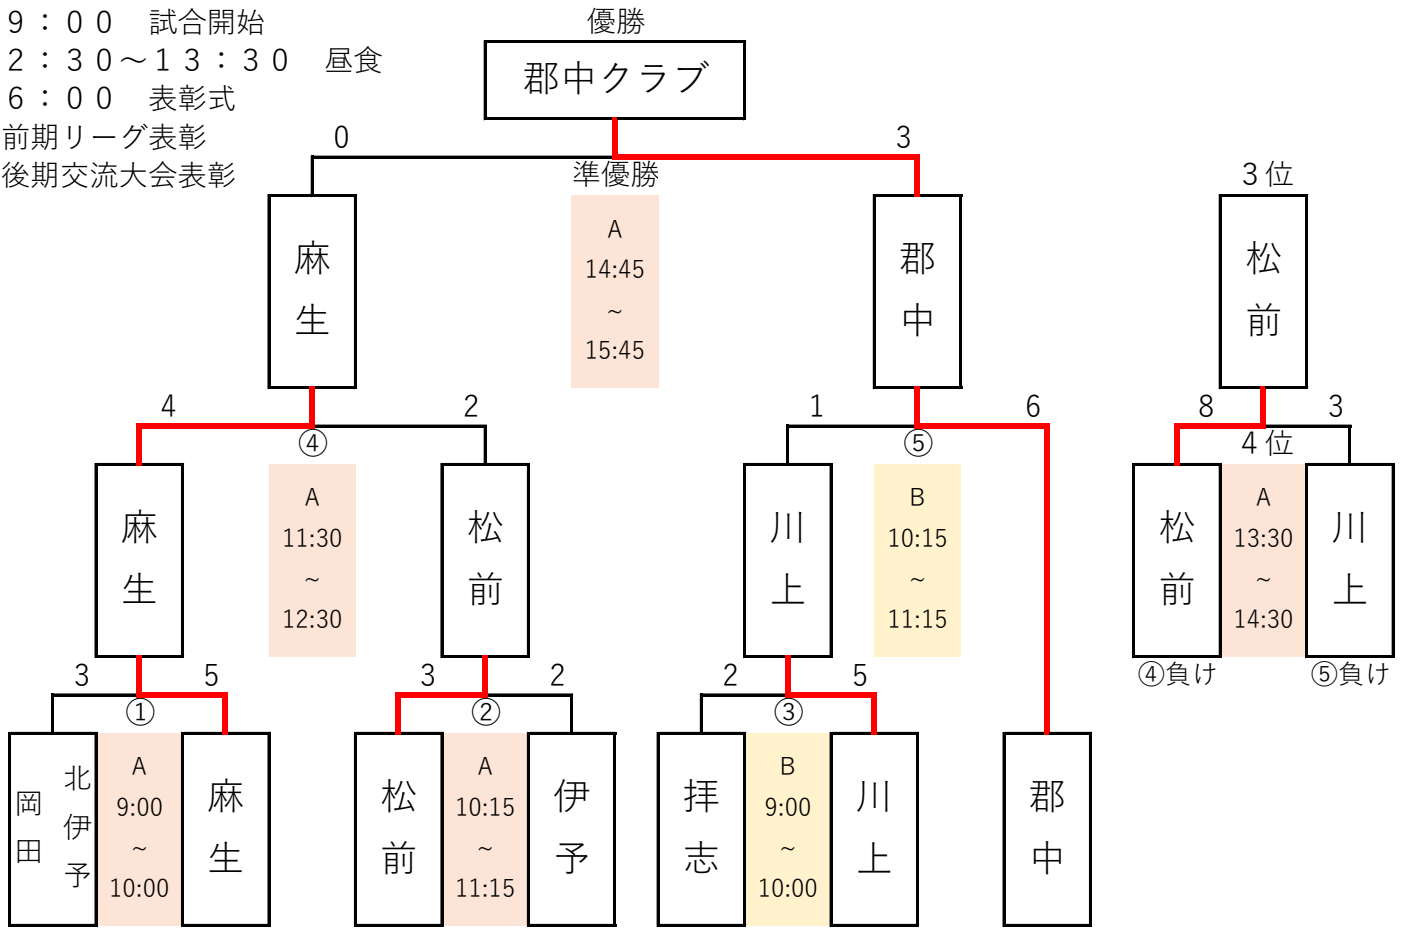 ９：００　試合開始
２：３０～１３：３０　昼食
６：００　表彰式
前期リーグ表彰
後期交流大会表彰
優勝
郡中クラブ
0
3
準優勝
3位
麻生
A
14:45
~
15:45
郡中
松前
4
2
1
6
8
3
④
⑤
4位
麻生
A
11:30
~
12:30
松前
川上
B
10:15
~
11:15
松前
A
13:30
~
14:30
川上
④負け
⑤負け
3
5
3
2
2
5
①
②
③
北伊予
岡田
A
9:00
~
10:00
麻生
松前
A
10:15
~
11:15
伊予
拝志
B
9:00
~
10:00
川上
郡中